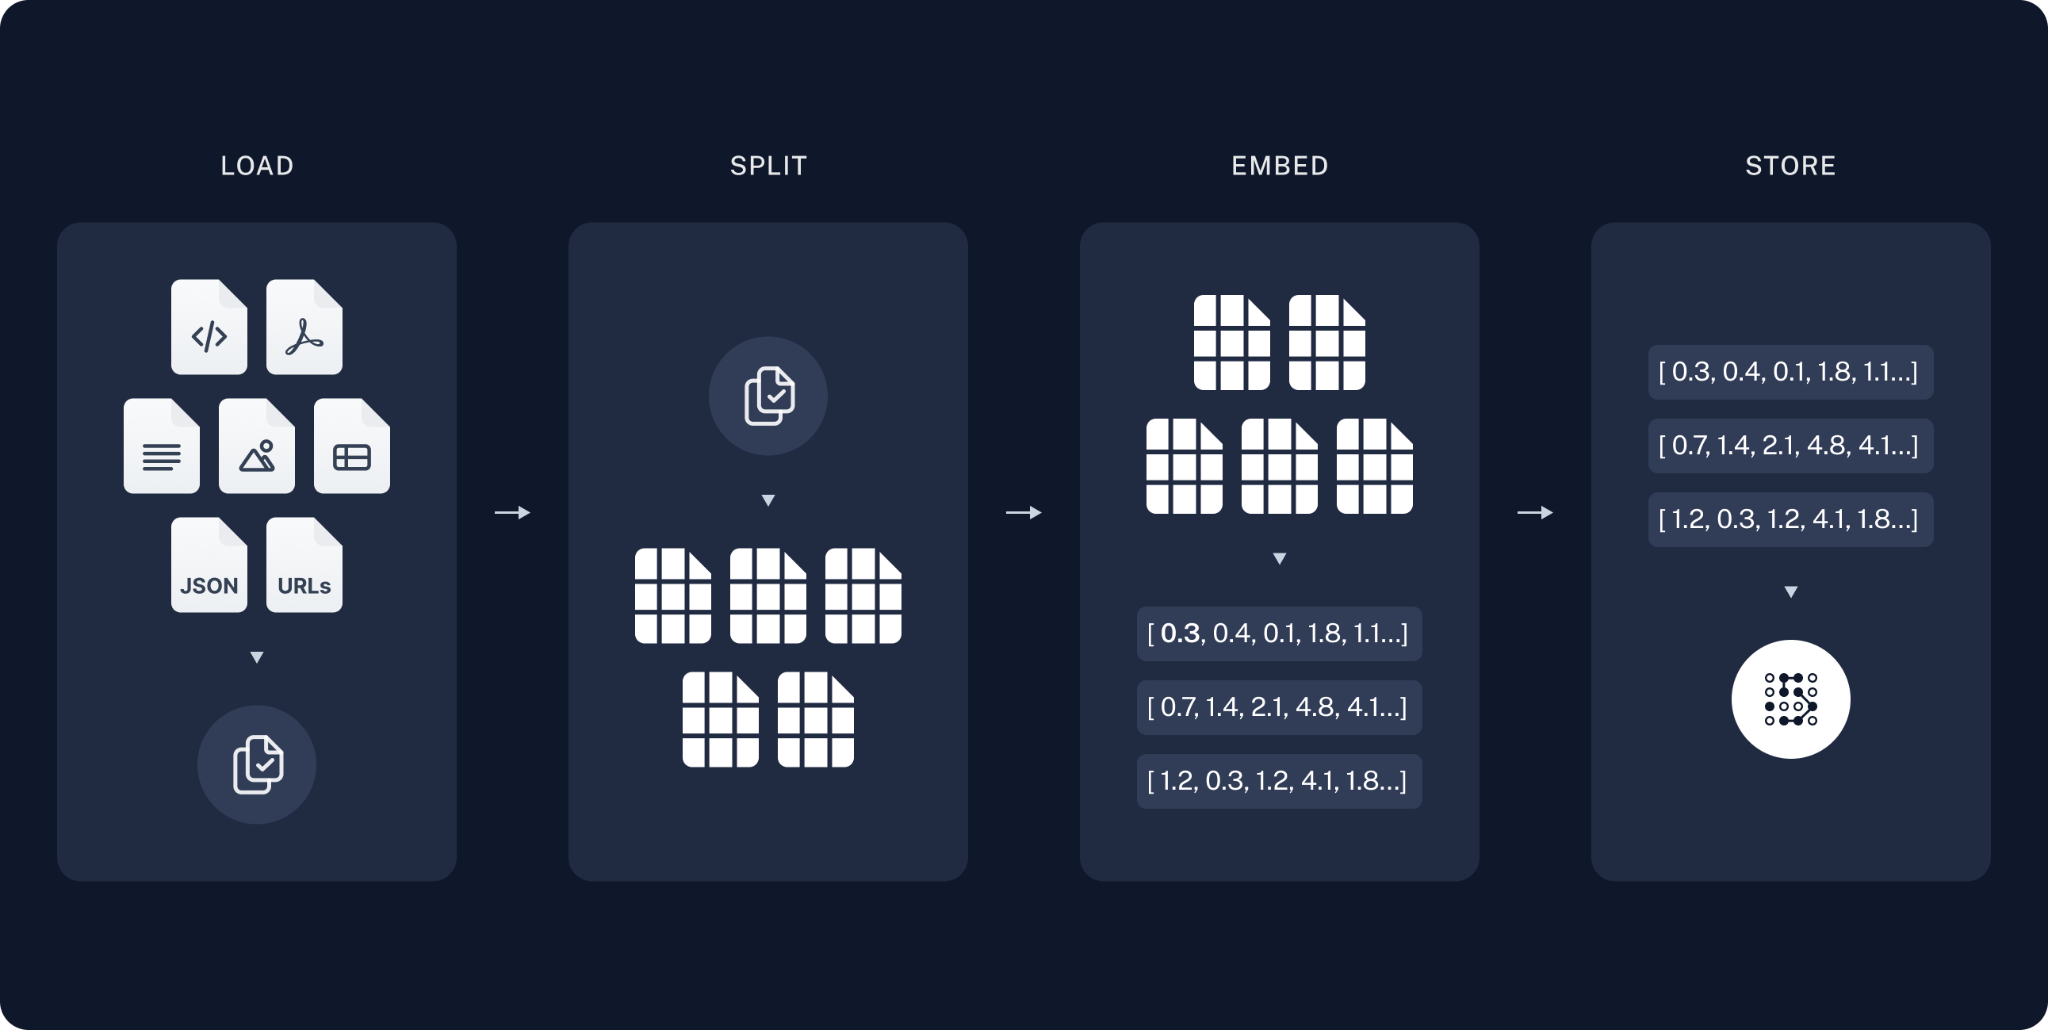 LOAD
SPLIT
EMBED
STORE
JSON
URLs
[ 0.3, 0.4, 0.1, 1.8, 1.1...]
[ 0.7, 1.4, 2.1, 4.8, 4.1...]
[ 1.2, 0.3, 1.2, 4.1, 1.8...]
[ 0.3, 0.4, 0.1, 1.8, 1.1...]
[ 0.7, 1.4, 2.1, 4.8, 4.1...]
[ 1.2, 0.3, 1.2, 4.1, 1.8...]